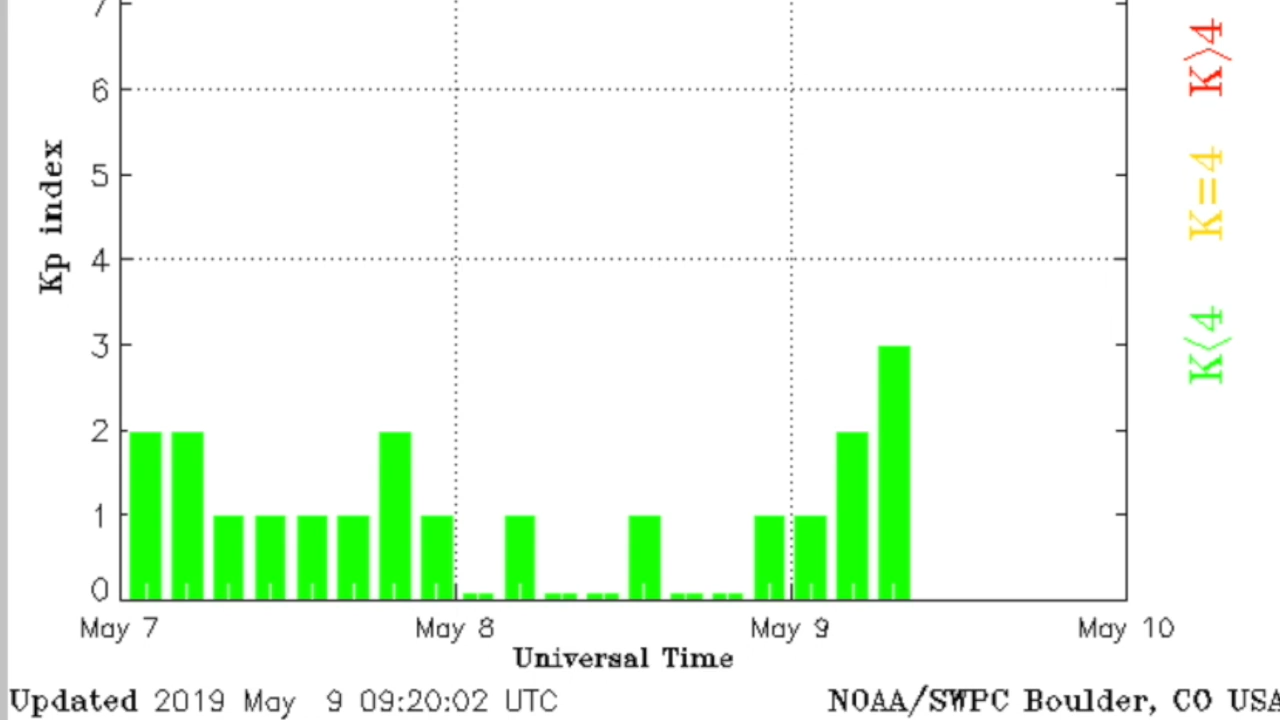 7
6
5
4
3
2
1
0
Kp index
May 7 May 8 May 9 May 10
Universal Time
Updated 2019 May 9 09:20:02 UTC
NOAA/SWPC Boulder, CO USA
K>4
K=4
K<4